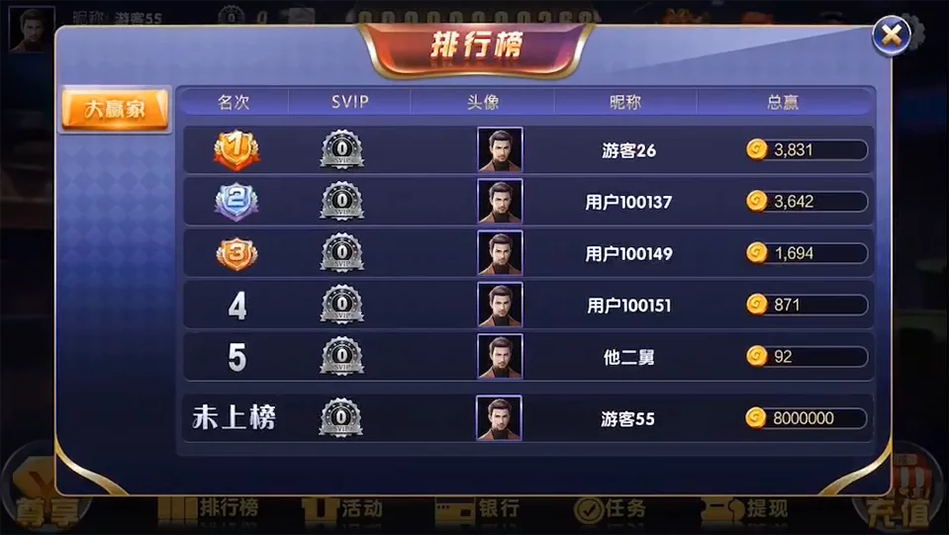 昵称: 游客55
0
排行榜
大赢家
名次 SVIP 头像 昵称 总赢
1 0 SVIP 游客26 3,831
2 0 SVIP 用户100137 3,642
3 0 SVIP 用户100149 1,694
4 0 SVIP 用户100151 871
5 0 SVIP 他二舅 92
未上榜 0 SVIP 游客55 8000000
尊享 排行榜 活动 银行 任务 提现 充值